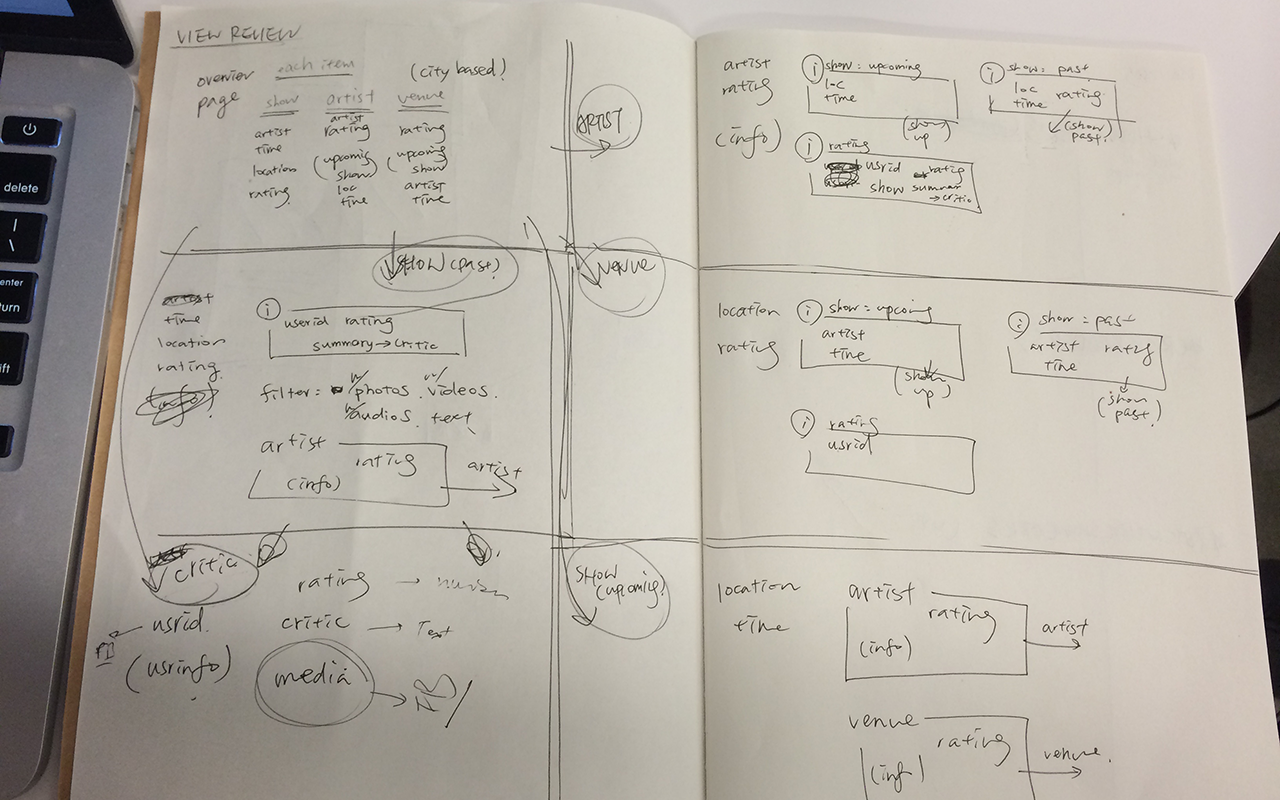 VIEW REVIEW
overview page
each item
(city based)
show artist venue
artist
time
location
rating
artist rating
(upcoming show)
loc
time
rating
(upcoming show)
artist
time
ARTIST
artist
rating
(info)
i show: upcoming
loc
time
(show up)
i show: past
loc
time rating
(show past)
i rating
usrid rating
show summary
→ critic
SHOW (past)
time
location
rating
i
userid rating
summary → critic
filter: w/photos w/videos.
w/audios. text
artist
rating
(info)
artist
VENUE
location
rating
i show: upcoming
artist
time
(show up)
i show: past
artist rating
time
(show past)
i rating
usrid
critic
usrid.
(usrinfo)
rating →
critic → Text
media →
SHOW
(upcoming)
location
time
artist
rating
(info)
artist
venue
rating
(info)
venue.
delete
enter